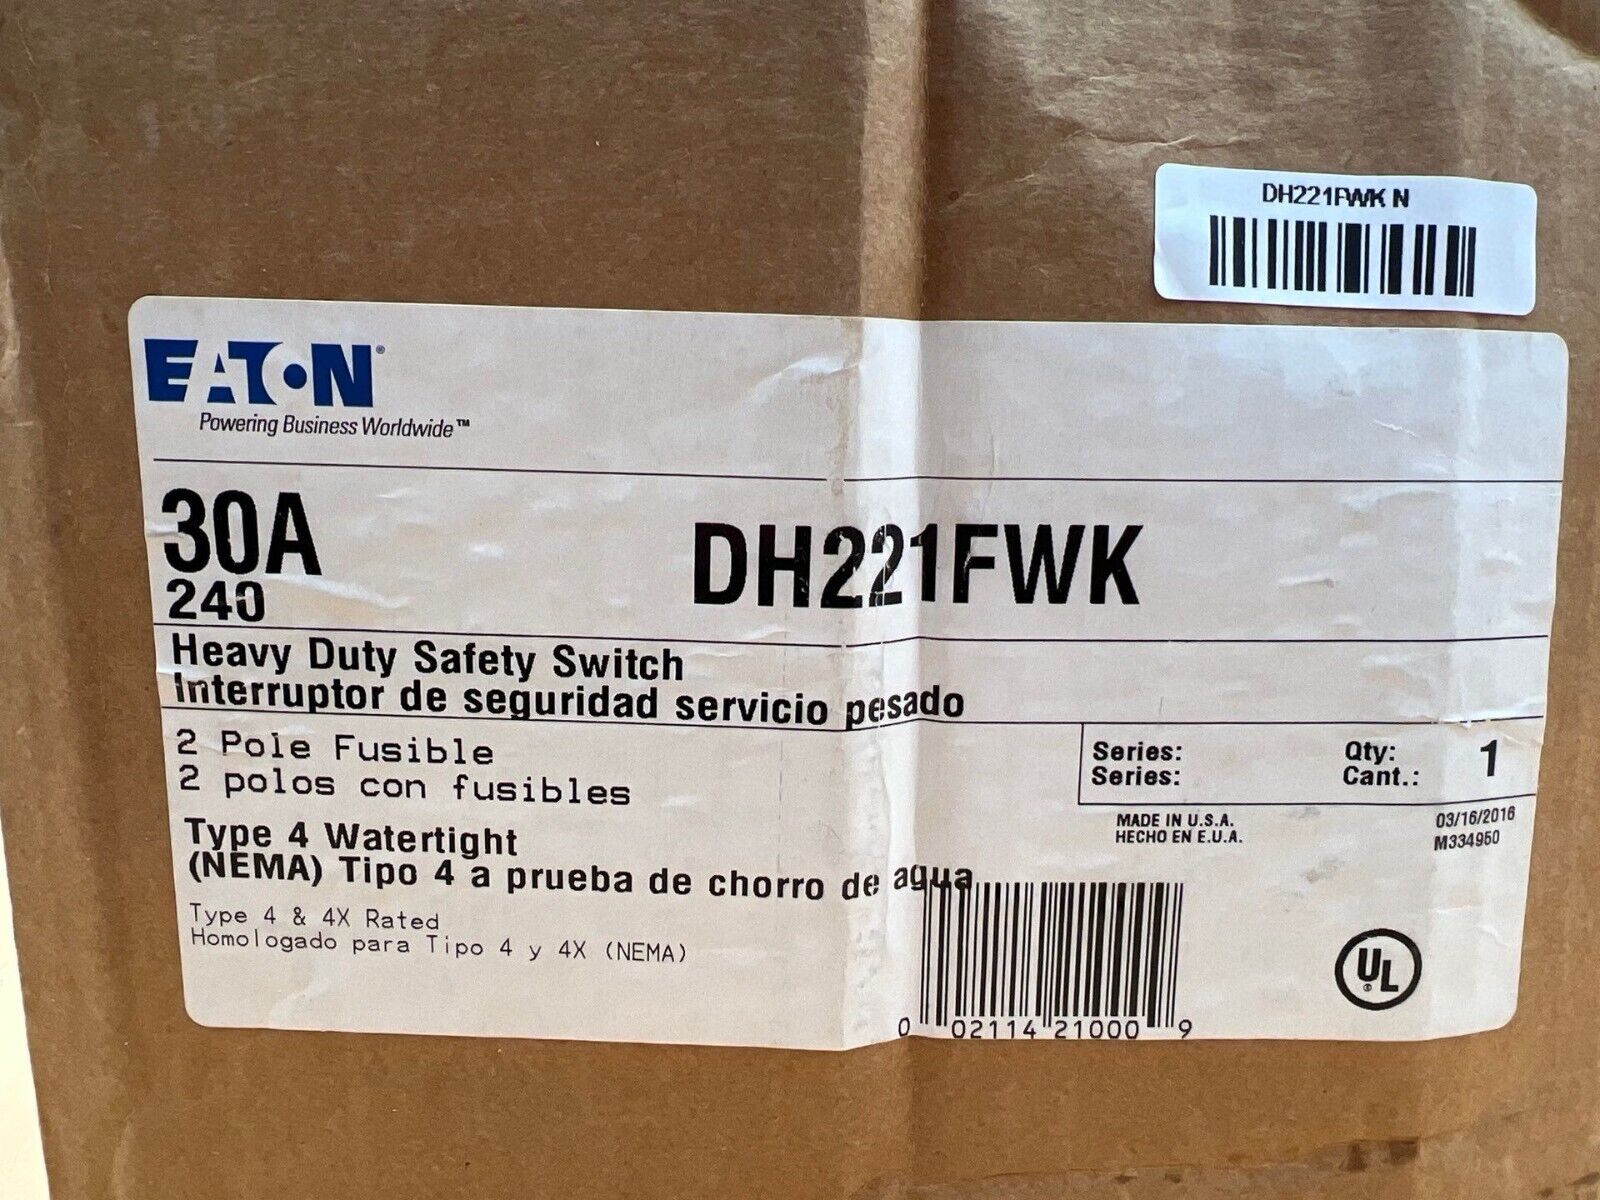 DH221FWK N
EATON®
Powering Business Worldwide™
30A
DH221FWK
240
Heavy Duty Safety Switch
Interruptor de seguridad servicio pesado
2 Pole Fusible
2 polos con fusibles
Series:
Series:
Qty:
Cant.:
1
MADE IN U.S.A.
HECHO EN E.U.A.
03/16/2016
M334950
Type 4 Watertight
(NEMA) Tipo 4 a prueba de chorro de agua
Type 4 & 4X Rated
Homologado para Tipo 4 y 4X (NEMA)
0 02114 21000 9
UL®